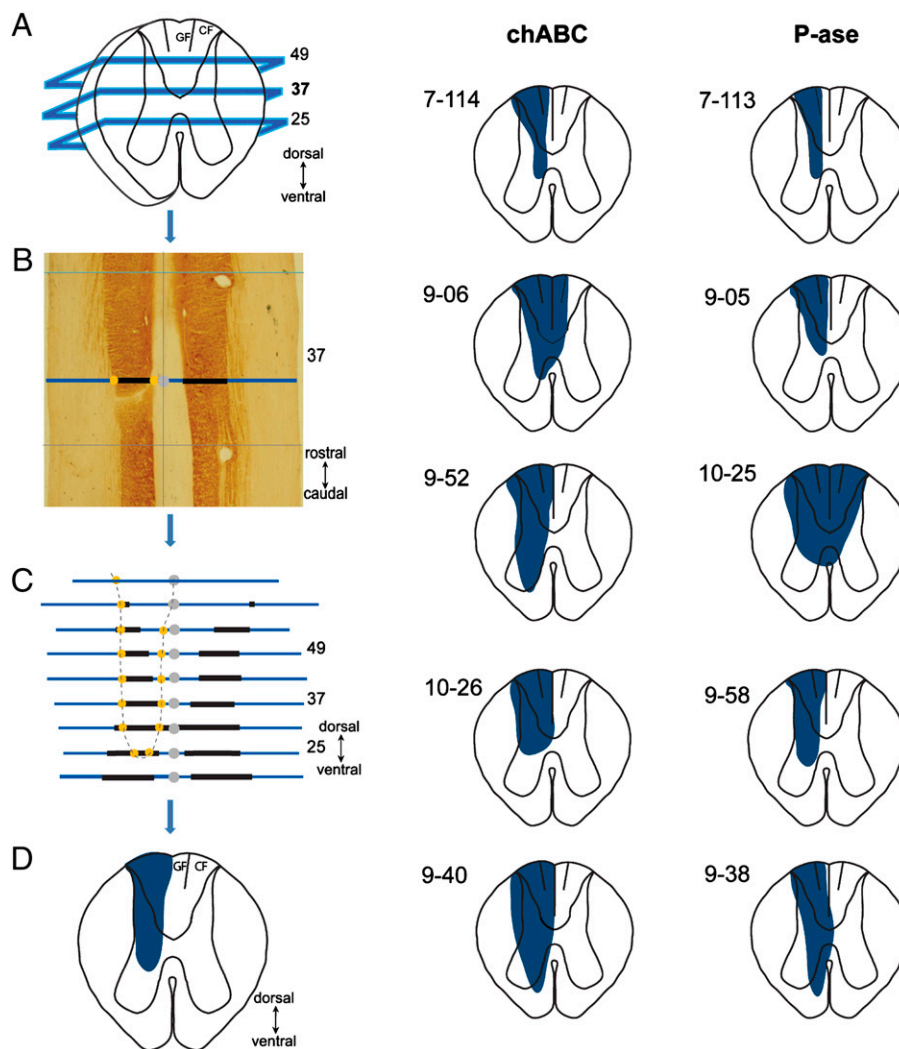 A
GF CF
49
37
25
dorsal
ventral
B
37
rostral
caudal
C
49
37
dorsal
25
ventral
D
GF CF
dorsal
ventral
chABC
P-ase
7-114
7-113
9-06
9-05
9-52
10-25
10-26
9-58
9-40
9-38